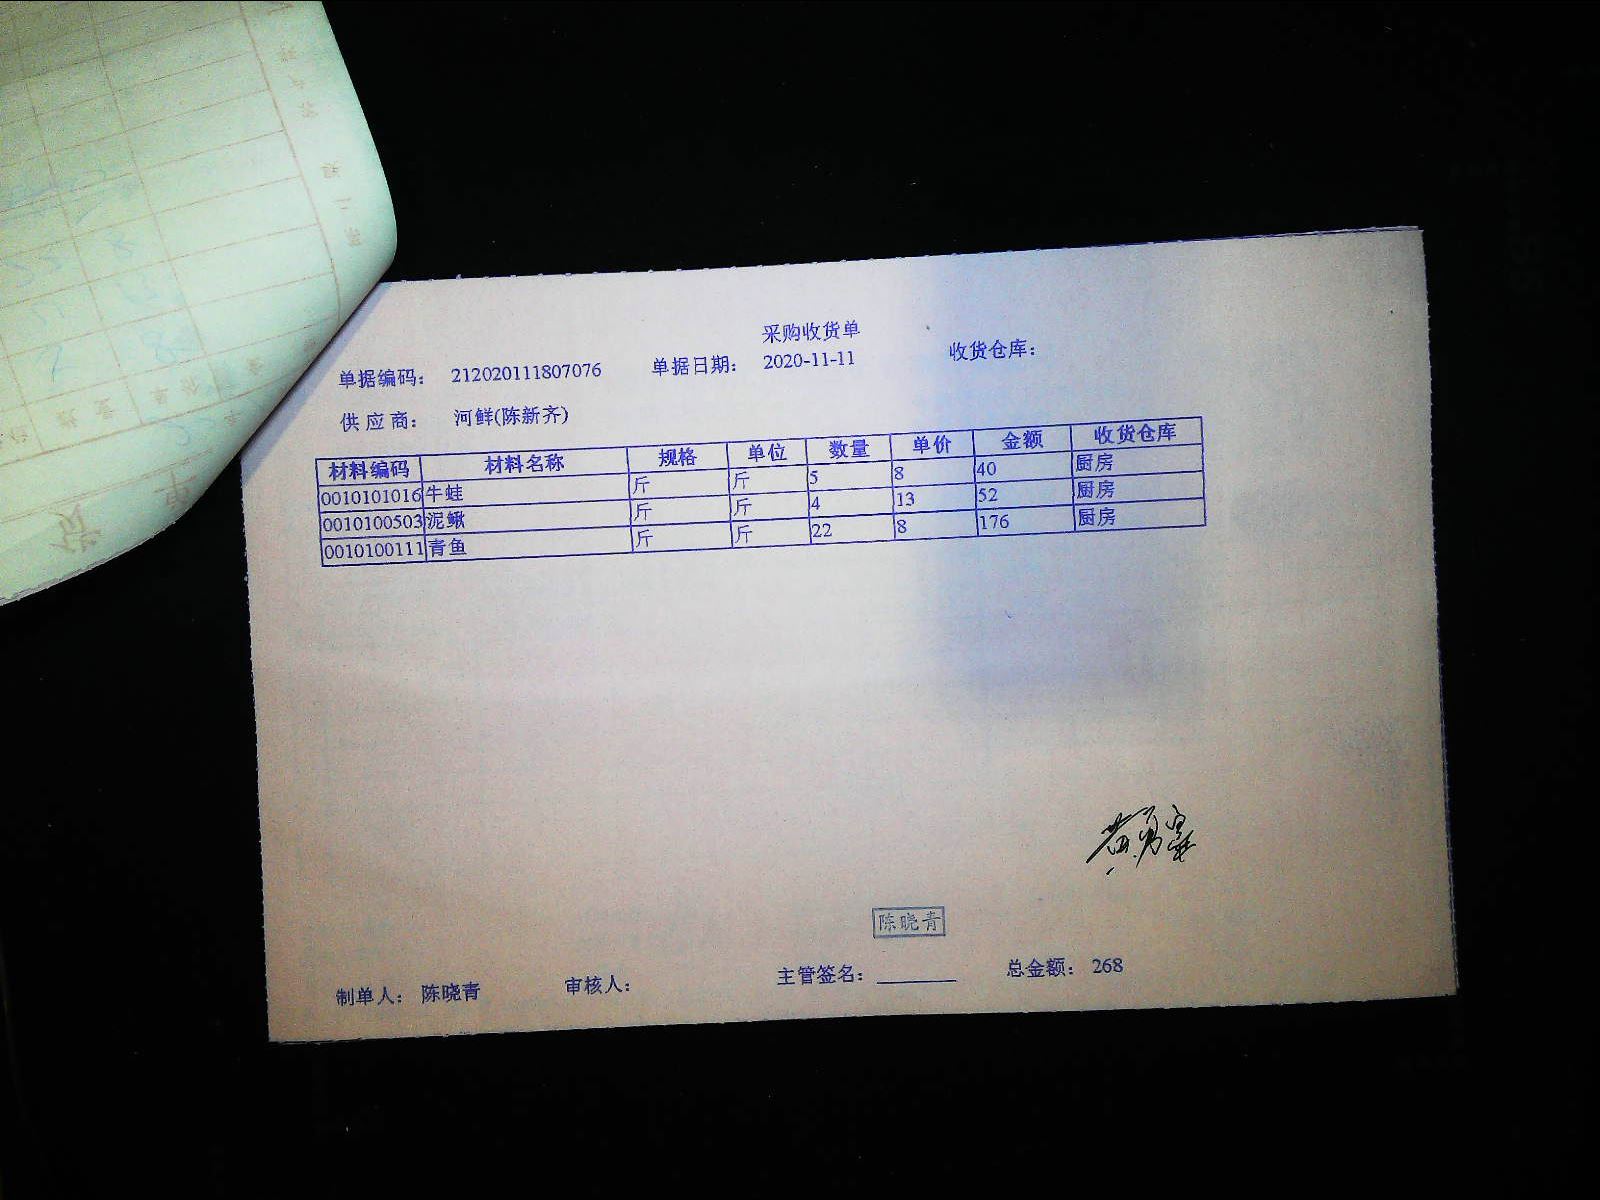 采购收货单
单据编码： 212020111807076 单据日期： 2020-11-11 收货仓库：
供应商： 河鲜(陈新齐)
材料编码 材料名称 规格 单位 数量 单价 金额 收货仓库
0010101016 牛蛙 斤 斤 5 8 40 厨房
0010100503 泥鳅 斤 斤 4 13 52 厨房
0010100111 青鱼 斤 斤 22 8 176 厨房
陈晓青
制单人： 陈晓青 审核人： 主管签名： 总金额： 268